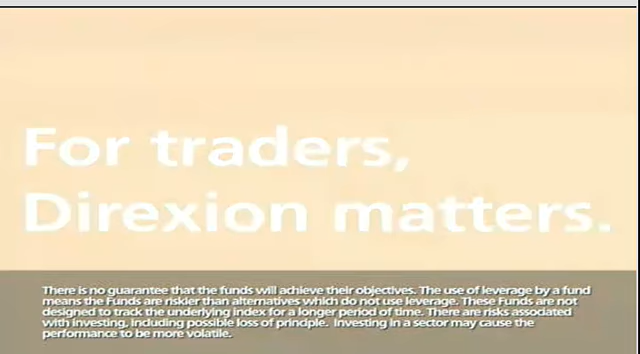 For traders,
Direxion matters.
There is no guarantee that the funds will achieve their objectives. The use of leverage by a fund
means the Funds are riskier than alternatives which do not use leverage. These Funds are not
designed to track the underlying index for a longer period of time. There are risks associated
with investing, including possible loss of principle. Investing in a sector may cause the
performance to be more volatile.